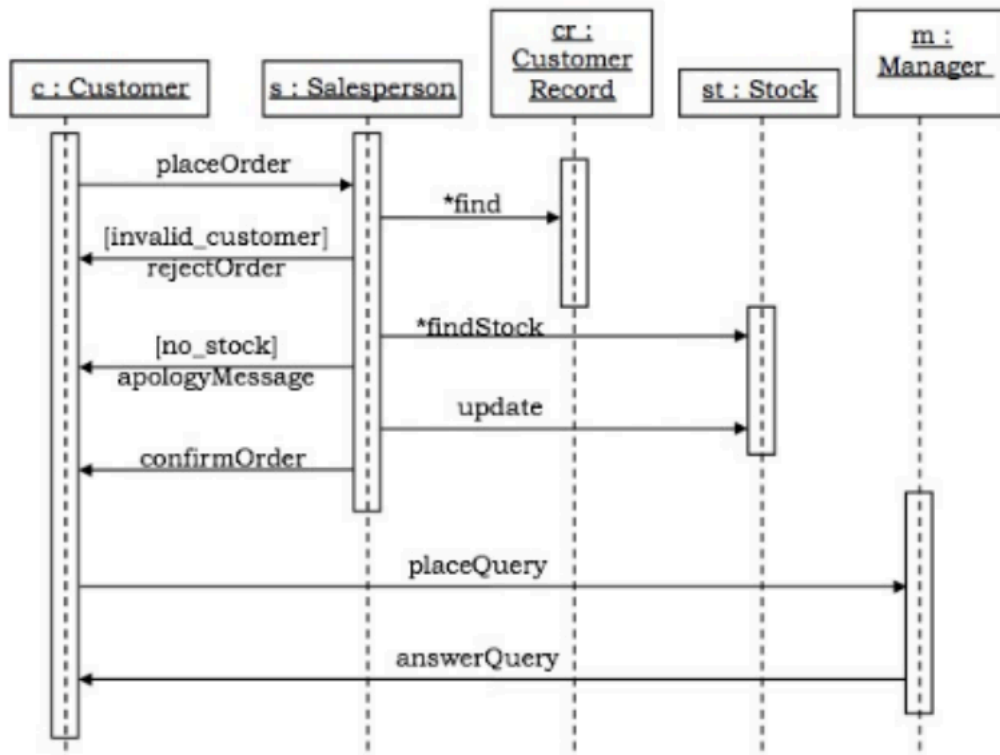 cr :
Customer
Record
m :
Manager
c : Customer
s : Salesperson
st : Stock
placeOrder
*find
[invalid_customer]
rejectOrder
*findStock
[no_stock]
apologyMessage
update
confirmOrder
placeQuery
answerQuery